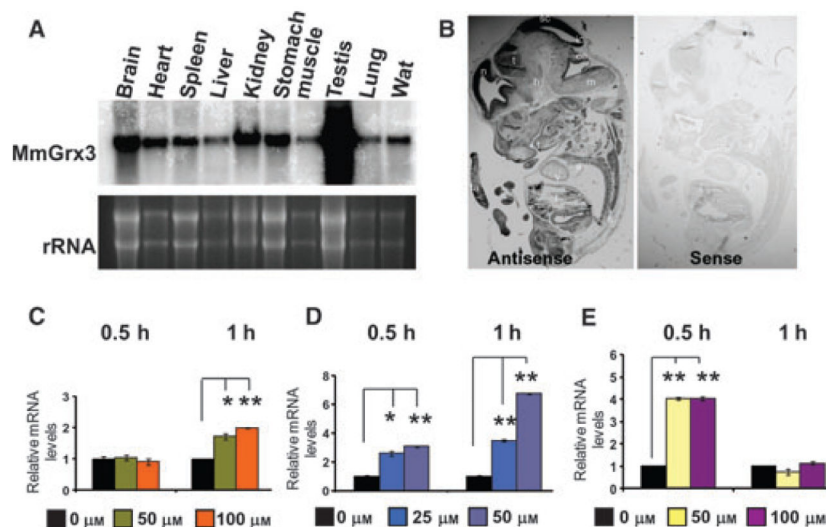 A
Brain
Heart
Spleen
Liver
Kidney
Stomach
muscle
Testis
Lung
Wat
MmGrx3
rRNA
B
sc
t
h
m
Antisense
Sense
C
0.5 h
1 h
* **
Relative mRNA
levels
3
2
1
0
0 μM
50 μM
100 μM
D
0.5 h
1 h
* **
** **
Relative mRNA
levels
8
6
4
2
0
0 μM
25 μM
50 μM
E
0.5 h
1 h
** **
Relative mRNA
levels
6
5
4
3
2
1
0
0 μM
50 μM
100 μM